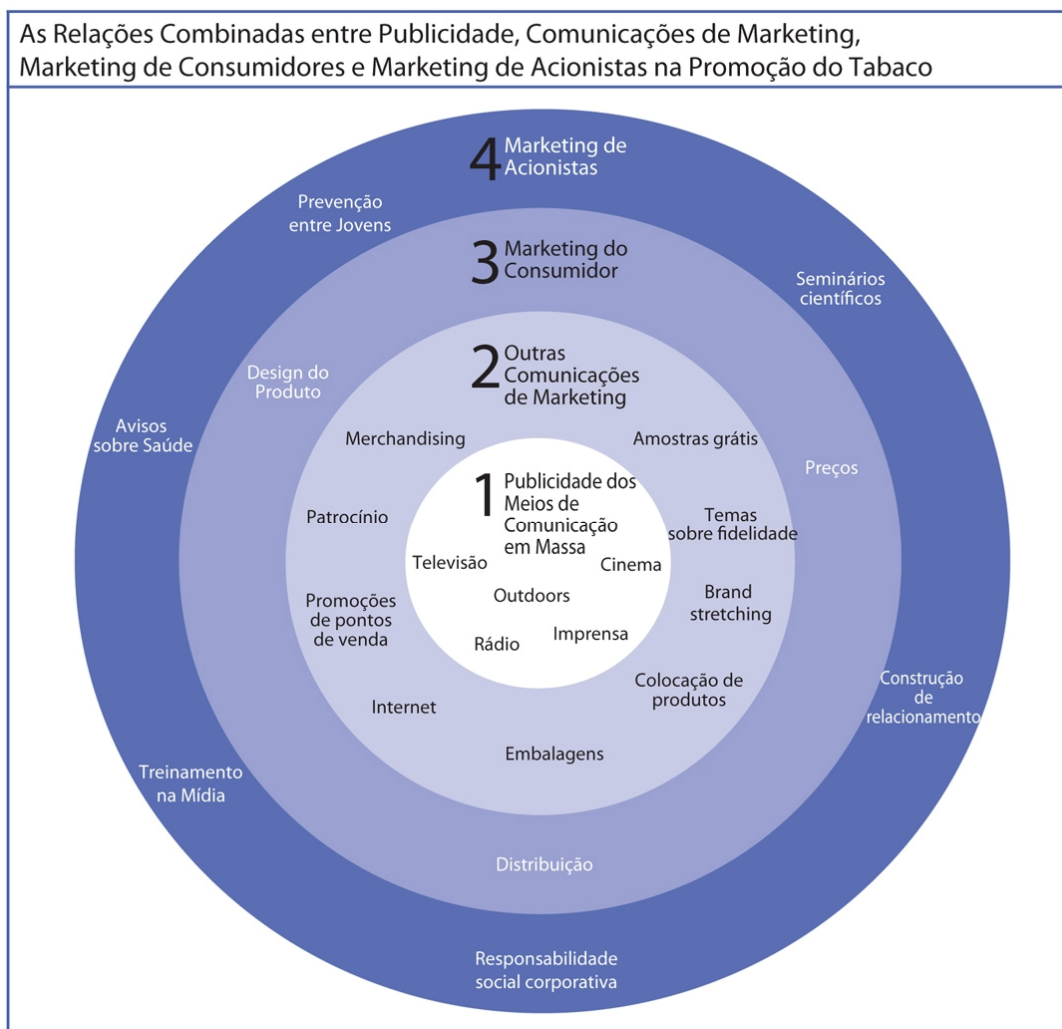 As Relações Combinadas entre Publicidade, Comunicações de Marketing,
Marketing de Consumidores e Marketing de Acionistas na Promoção do Tabaco
4 Marketing de
Acionistas
Prevenção
entre Jovens
Seminários
científicos
Avisos
sobre Saúde
Construção
de
relacionamento
Treinamento
na Mídia
Responsabilidade
social corporativa
3 Marketing do
Consumidor
Design do
Produto
Preços
Distribuição
2 Outras
Comunicações
de Marketing
Merchandising
Amostras grátis
Patrocínio
Temas
sobre fidelidade
Promoções
de pontos
de venda
Brand
stretching
Internet
Colocação de
produtos
Embalagens
1 Publicidade dos
Meios de
Comunicação
em Massa
Televisão
Cinema
Outdoors
Rádio
Imprensa